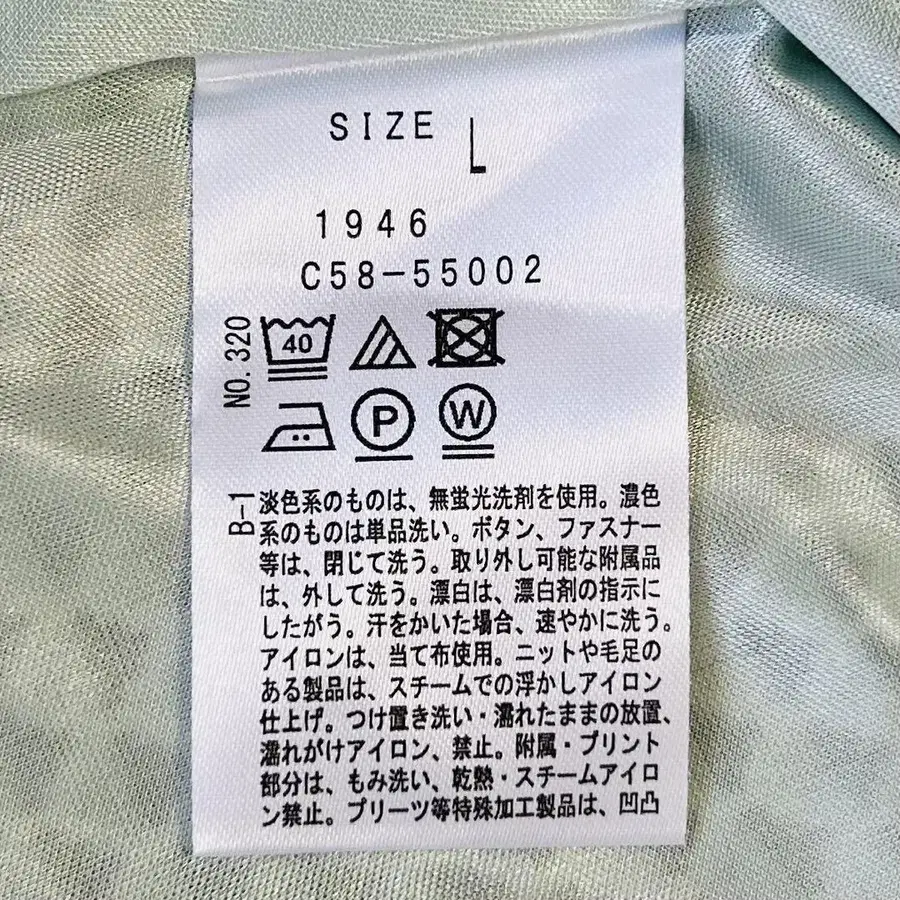 SIZE L
1946
C58-55002
NO. 320
40
P W
B-1
淡色系のものは、無蛍光洗剤を使用。濃色
系のものは単品洗い。ボタン、ファスナー
等は、閉じて洗う。取り外し可能な附属品
は、外して洗う。漂白は、漂白剤の指示に
したがう。汗をかいた場合、速やかに洗う。
アイロンは、当て布使用。ニットや毛足の
ある製品は、スチームでの浮かしアイロン
仕上げ。つけ置き洗い・濡れたままの放置、
濡れがけアイロン、禁止。附属・プリント
部分は、もみ洗い、乾熱・スチームアイロ
ン禁止。プリーツ等特殊加工製品は、凹凸